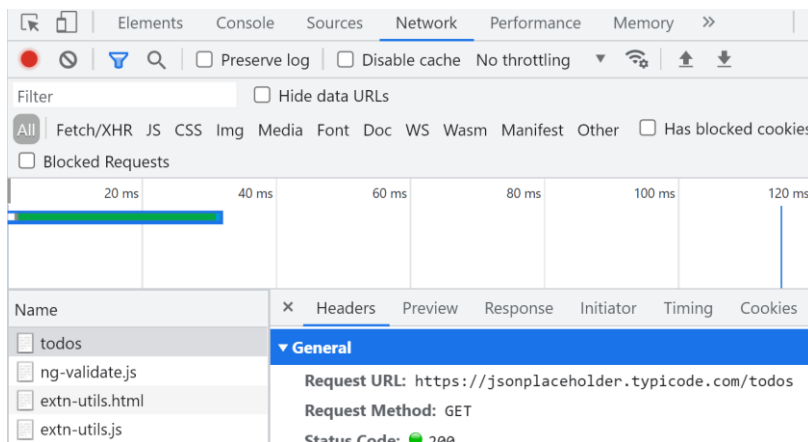 Elements Console Sources Network Performance Memory »
Preserve log Disable cache No throttling
Filter Hide data URLs
All Fetch/XHR JS CSS Img Media Font Doc WS Wasm Manifest Other Has blocked cookies
Blocked Requests
20 ms 40 ms 60 ms 80 ms 100 ms 120 ms
Name × Headers Preview Response Initiator Timing Cookies
todos
General
ng-validate.js
Request URL: https://jsonplaceholder.typicode.com/todos
extn-utils.html
Request Method: GET
extn-utils.js
Status Code: 200